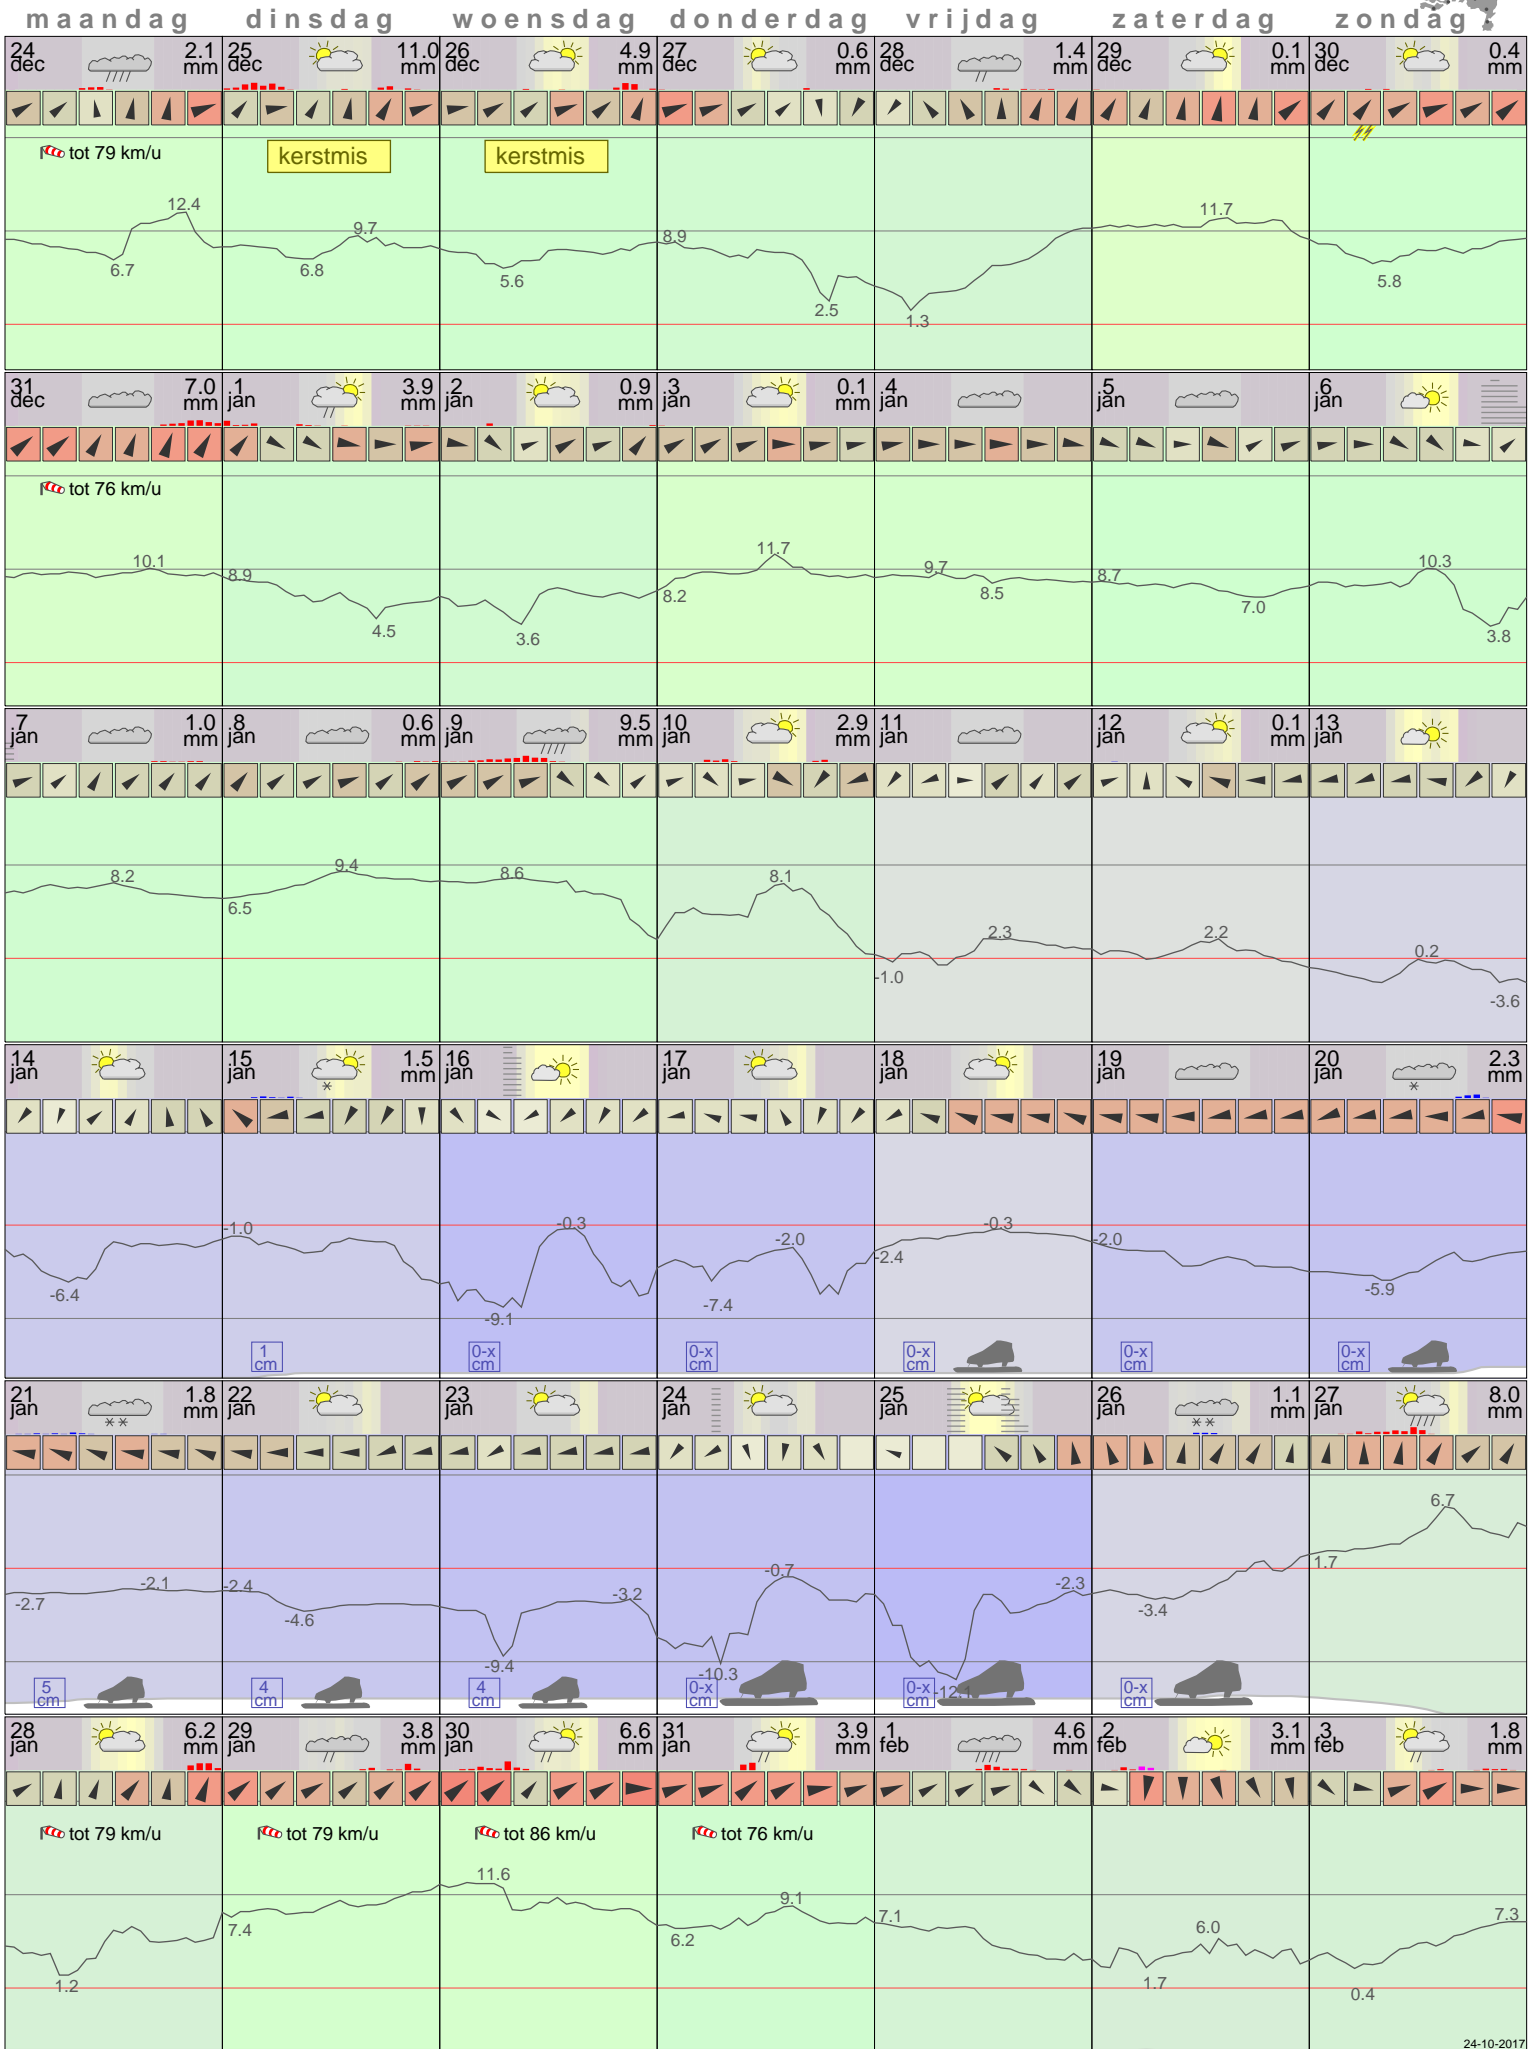 maandag dinsdag woensdag donderdag vrijdag zaterdag zondag
24 dec 2.1 mm 25 dec 11.0 mm 26 dec 4.9 mm 27 dec 0.6 mm 28 dec 1.4 mm 29 dec 0.1 mm 30 dec 0.4 mm
tot 79 km/u kerstmis kerstmis
12.4 9.7 8.9 11.7
6.7 6.8 5.6 2.5 1.3 5.8
31 dec 7.0 mm 1 jan 3.9 mm 2 jan 0.9 mm 3 jan 0.1 mm 4 jan 5 jan 6 jan
tot 76 km/u
10.1 8.9 11.7 9.7 8.7 10.3
4.5 3.6 8.2 8.5 7.0 3.8
7 jan 1.0 mm 8 jan 0.6 mm 9 jan 9.5 mm 10 jan 2.9 mm 11 jan 12 jan 0.1 mm 13 jan
8.2 9.4 8.6 8.1 2.3 2.2 0.2
6.5 -1.0 -3.6
14 jan 15 jan 1.5 mm 16 jan 17 jan 18 jan 19 jan 20 jan 2.3 mm
-1.0 -0.3 -2.0 -0.3 -2.0
-6.4 -9.1 -7.4 -2.4 -5.9
1 cm 0-x cm 0-x cm 0-x cm 0-x cm 0-x cm
21 jan 1.8 mm 22 jan 23 jan 24 jan 25 jan 26 jan 1.1 mm 27 jan 8.0 mm
-2.1 -2.4 -3.2 -0.7 -2.3 6.7
-2.7 -4.6 -9.4 -10.3 -12.1 -3.4 1.7
5 cm 4 cm 4 cm 0-x cm 0-x cm 0-x cm
28 jan 6.2 mm 29 jan 3.8 mm 30 jan 6.6 mm 31 jan 3.9 mm 1 feb 4.6 mm 2 feb 3.1 mm 3 feb 1.8 mm
tot 79 km/u tot 79 km/u tot 86 km/u tot 76 km/u
11.6 9.1 7.1 6.0 7.3
1.2 7.4 6.2 1.7 0.4
24-10-2017